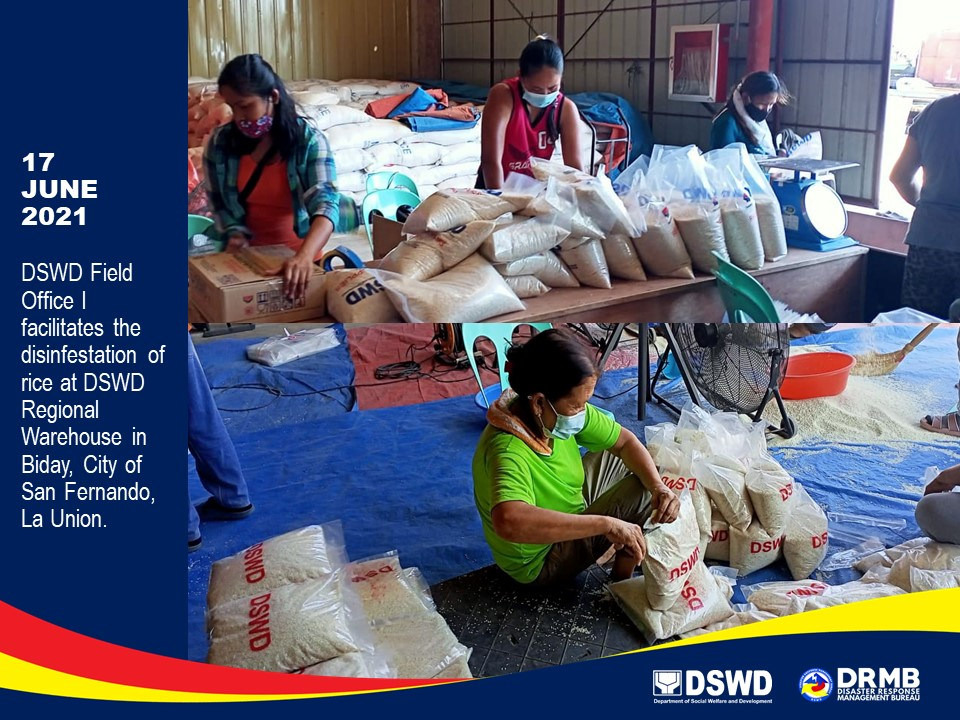 17
JUNE
2021
DSWD Field
Office I
facilitates the
disinfestation of
rice at DSWD
Regional
Warehouse in
Biday, City of
San Fernando,
La Union.
DSWD
DSWD
DSWD
DSWD
DSWD
DSWD
Department of Social Welfare and Development
DRMB
DISASTER RESPONSE
MANAGEMENT BUREAU